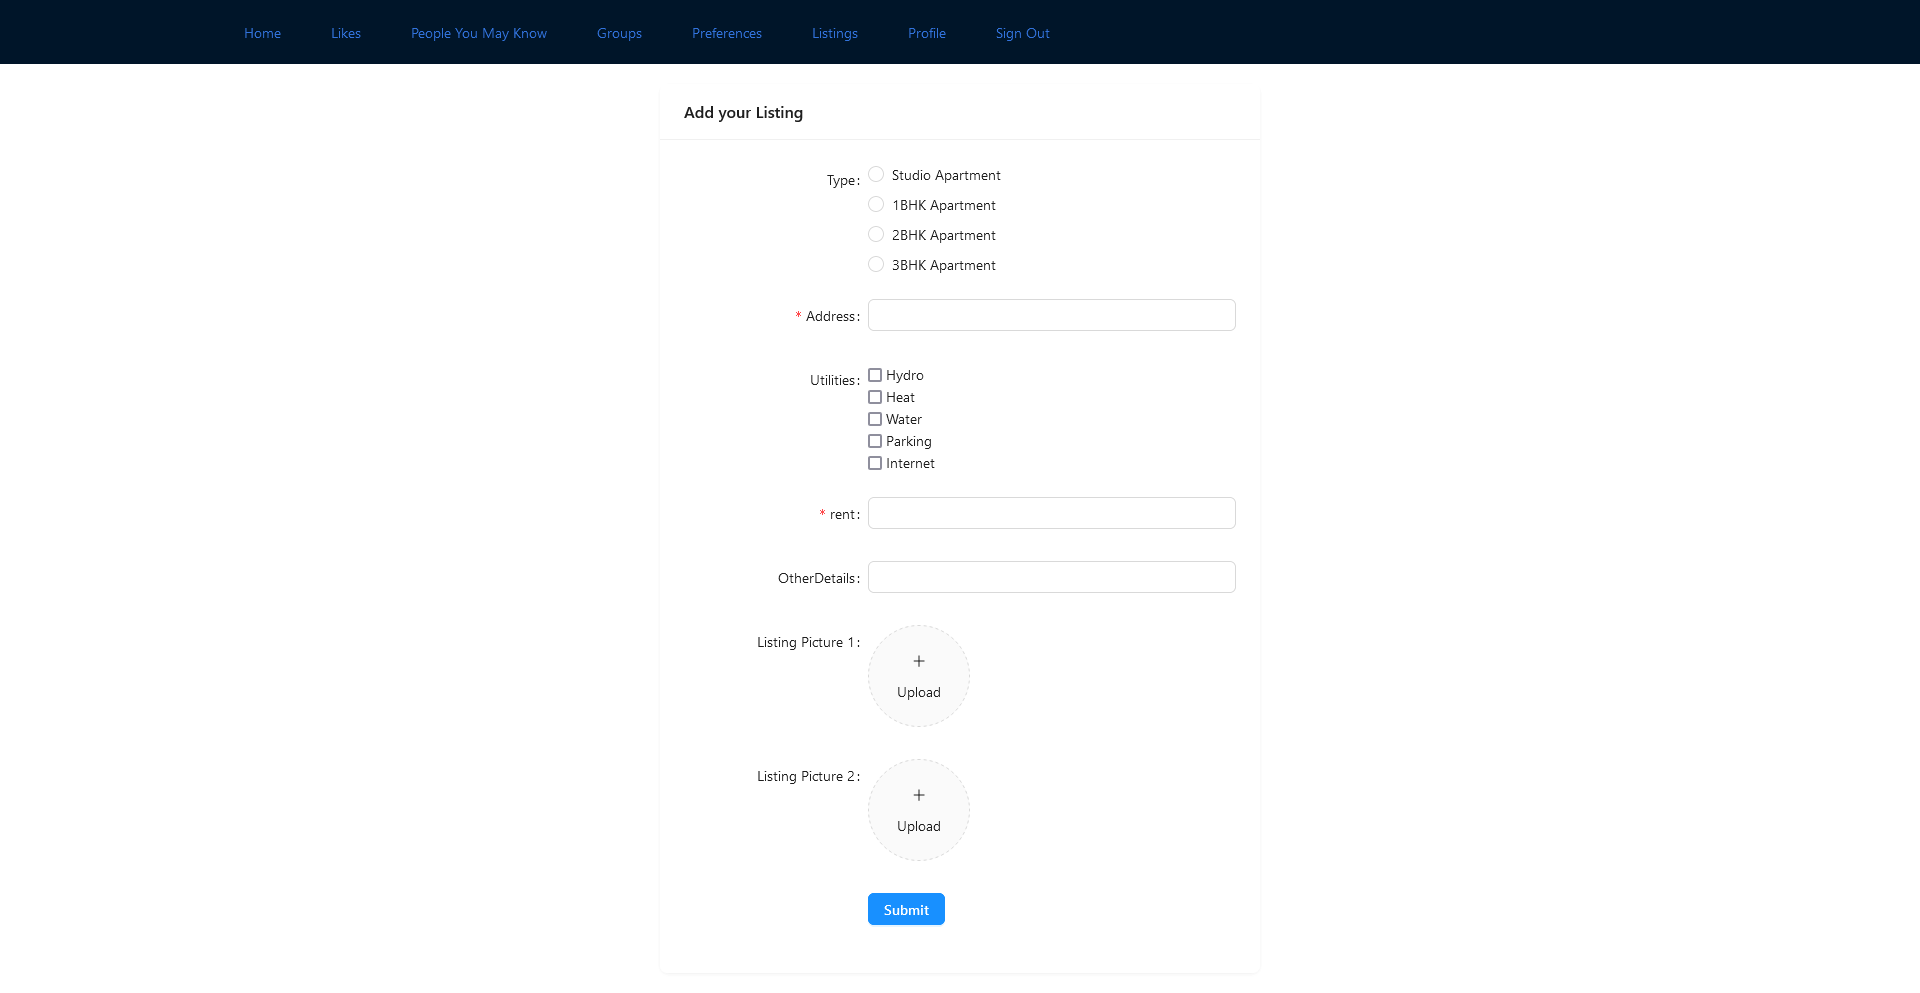 Home Likes People You May Know Groups Preferences Listings Profile Sign Out
Add your Listing
Type:
Studio Apartment
1BHK Apartment
2BHK Apartment
3BHK Apartment
* Address:
Utilities:
Hydro
Heat
Water
Parking
Internet
* rent:
OtherDetails:
Listing Picture 1:
+
Upload
Listing Picture 2:
+
Upload
Submit